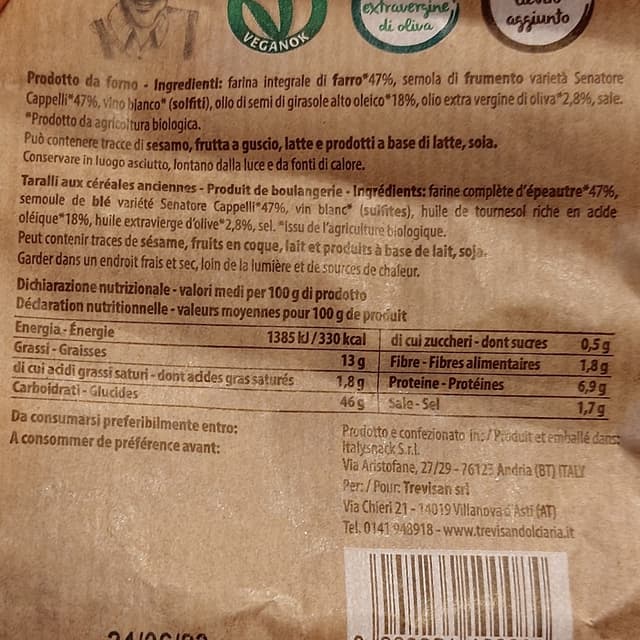 VEGANOK
extravergine
di oliva
aggiunto
Prodotto da forno - Ingredienti: farina integrale di farro*47%, semola di frumento varietà Senatore
Cappelli*47%, vino bianco* (solfiti), olio di semi di girasole alto oleico*18%, olio extra vergine di oliva*2,8%, sale.
*Prodotto da agricoltura biologica.
Può contenere tracce di sesamo, frutta a guscio, latte e prodotti a base di latte, soia.
Conservare in luogo asciutto, lontano dalla luce e da fonti di calore.
Taralli aux céréales anciennes - Produit de boulangerie - Ingrédients: farine complète d'épeautre*47%,
semoule de blé variété Senatore Cappelli*47%, vin blanc* (sulfites), huile de tournesol riche en acide
oléique*18%, huile extravierge d'olive*2,8%, sel. *Issu de l'agriculture biologique.
Peut contenir traces de sésame, fruits en coque, lait et produits à base de lait, soja.
Garder dans un endroit frais et sec, loin de la lumière et de sources de chaleur.
Dichiarazione nutrizionale - valori medi per 100 g di prodotto
Déclaration nutritionnelle - valeurs moyennes pour 100 g de produit
Energia - Énergie 1385 kJ / 330 kcal
Grassi - Graisses 13 g
di cui acidi grassi saturi - dont acides gras saturés 1,8 g
Carboidrati - Glucides 46 g
di cui zuccheri - dont sucres 0,5 g
Fibre - Fibres alimentaires 1,8 g
Proteine - Protéines 6,9 g
Sale - Sel 1,7 g
Da consumarsi preferibilmente entro:
A consommer de préférence avant:
Prodotto e confezionato in: / Produit et emballé dans:
Italysnack S.r.l.
Via Aristofane, 27/29 - 76123 Andria (BT) ITALY
Per: / Pour: Trevisan srl
Via Chieri 21 - 14019 Villanova d'Asti (AT)
Tel. 0141 948918 - www.trevisandolciaria.it